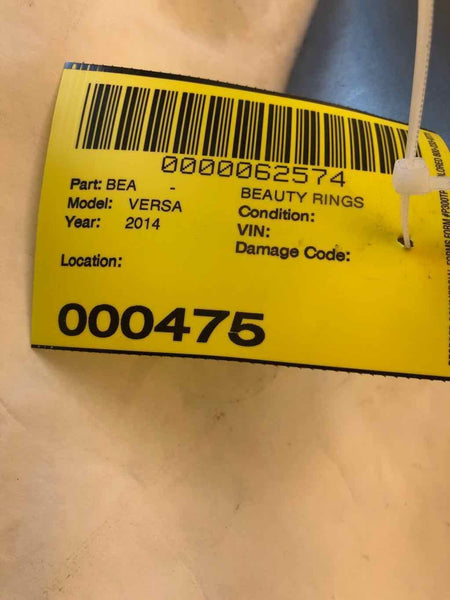 0000062574
Part: BEA - BEAUTY RINGS
Model: VERSA Condition:
Year: 2014 VIN:
Damage Code:
Location:
000475